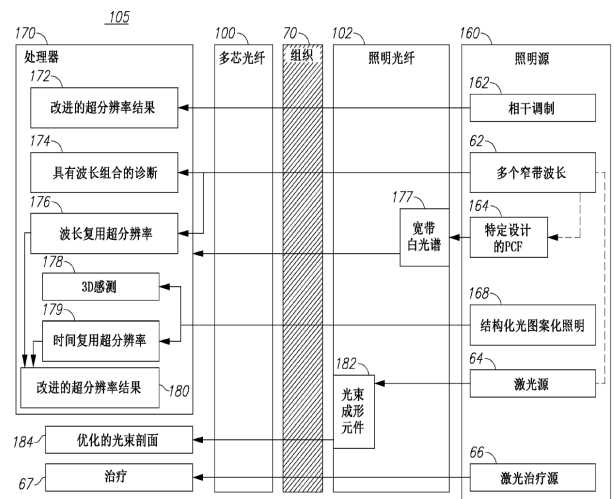 105
170
100
70
102
160
处理器
多芯光纤
组织
照明光纤
照明源
172
改进的超分辨率结果
162
相干调制
174
具有波长组合的诊断
62
多个窄带波长
176
波长复用超分辨率
177
宽带
白光谱
164
特定设计
的PCF
178
3D感测
179
时间复用超分辨率
168
结构化光图案化照明
改进的超分辨率结果
180
182
光束
成形
元件
64
激光源
184
优化的光束剖面
67
治疗
66
激光治疗源